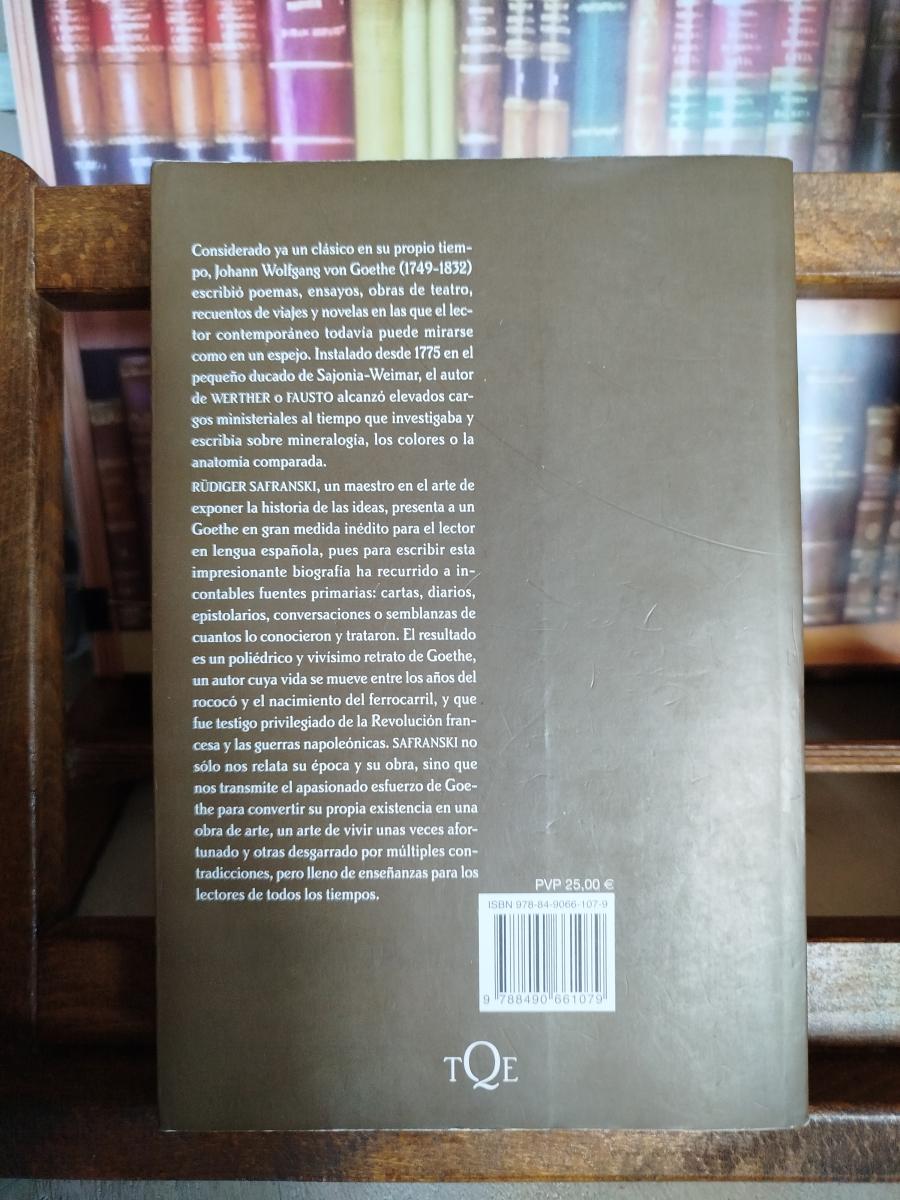 Considerado ya un clásico en su propio tiem-
po, Johann Wolfgang von Goethe (1749-1832)
escribió poemas, ensayos, obras de teatro,
recuentos de viajes y novelas en las que el lec-
tor contemporáneo todavía puede mirarse
como en un espejo. Instalado desde 1775 en el
pequeño ducado de Sajonia-Weimar, el autor
de WERTHER o FAUSTO alcanzó elevados car-
gos ministeriales al tiempo que investigaba y
escribía sobre mineralogía, los colores o la
anatomía comparada.
RÜDIGER SAFRANSKI, un maestro en el arte de
exponer la historia de las ideas, presenta a un
Goethe en gran medida inédito para el lector
en lengua española, pues para escribir esta
impresionante biografía ha recurrido a in-
contables fuentes primarias: cartas, diarios,
epistolarios, conversaciones o semblanzas de
cuantos lo conocieron y trataron. El resultado
es un poliédrico y vivísimo retrato de Goethe,
un autor cuya vida se mueve entre los años del
rococó y el nacimiento del ferrocarril, y que
fue testigo privilegiado de la Revolución fran-
cesa y las guerras napoleónicas. SAFRANSKI no
sólo nos relata su época y su obra, sino que
nos transmite el apasionado esfuerzo de Goe-
the para convertir su propia existencia en una
obra de arte, un arte de vivir unas veces afor-
tunado y otras desgarrado por múltiples con-
tradicciones, pero lleno de enseñanzas para los
lectores de todos los tiempos.
PVP 25,00 €
ISBN 978-84-9066-107-9
9 788490 661079
TQE